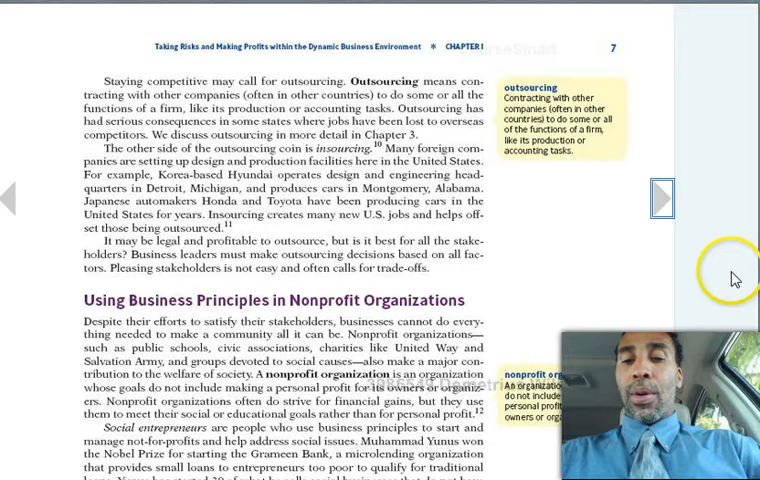 Taking Risks and Making Profits within the Dynamic Business Environment * CHAPTER I 7
Staying competitive may call for outsourcing. Outsourcing means con-
tracting with other companies (often in other countries) to do some or all the
functions of a firm, like its production or accounting tasks. Outsourcing has
had serious consequences in some states where jobs have been lost to overseas
competitors. We discuss outsourcing in more detail in Chapter 3.
The other side of the outsourcing coin is insourcing.10 Many foreign com-
panies are setting up design and production facilities here in the United States.
For example, Korea-based Hyundai operates design and engineering head-
quarters in Detroit, Michigan, and produces cars in Montgomery, Alabama.
Japanese automakers Honda and Toyota have been producing cars in the
United States for years. Insourcing creates many new U.S. jobs and helps off-
set those being outsourced.11
It may be legal and profitable to outsource, but is it best for all the stake-
holders? Business leaders must make outsourcing decisions based on all fac-
tors. Pleasing stakeholders is not easy and often calls for trade-offs.
Using Business Principles in Nonprofit Organizations
Despite their efforts to satisfy their stakeholders, businesses cannot do every-
thing needed to make a community all it can be. Nonprofit organizations—
such as public schools, civic associations, charities like United Way and
Salvation Army, and groups devoted to social causes—also make a major con-
tribution to the welfare of society. A nonprofit organization is an organization
whose goals do not include making a personal profit for its owners or organiz-
ers. Nonprofit organizations often do strive for financial gains, but they use
them to meet their social or educational goals rather than for personal profit.12
Social entrepreneurs are people who use business principles to start and
manage not-for-profits and help address social issues. Muhammad Yunus won
the Nobel Prize for starting the Grameen Bank, a microlending organization
that provides small loans to entrepreneurs too poor to qualify for traditional
outsourcing
Contracting with other
companies (often in other
countries) to do some or all
of the functions of a firm,
like its production or
accounting tasks.
nonprofit
An
do not include
personal
owners or